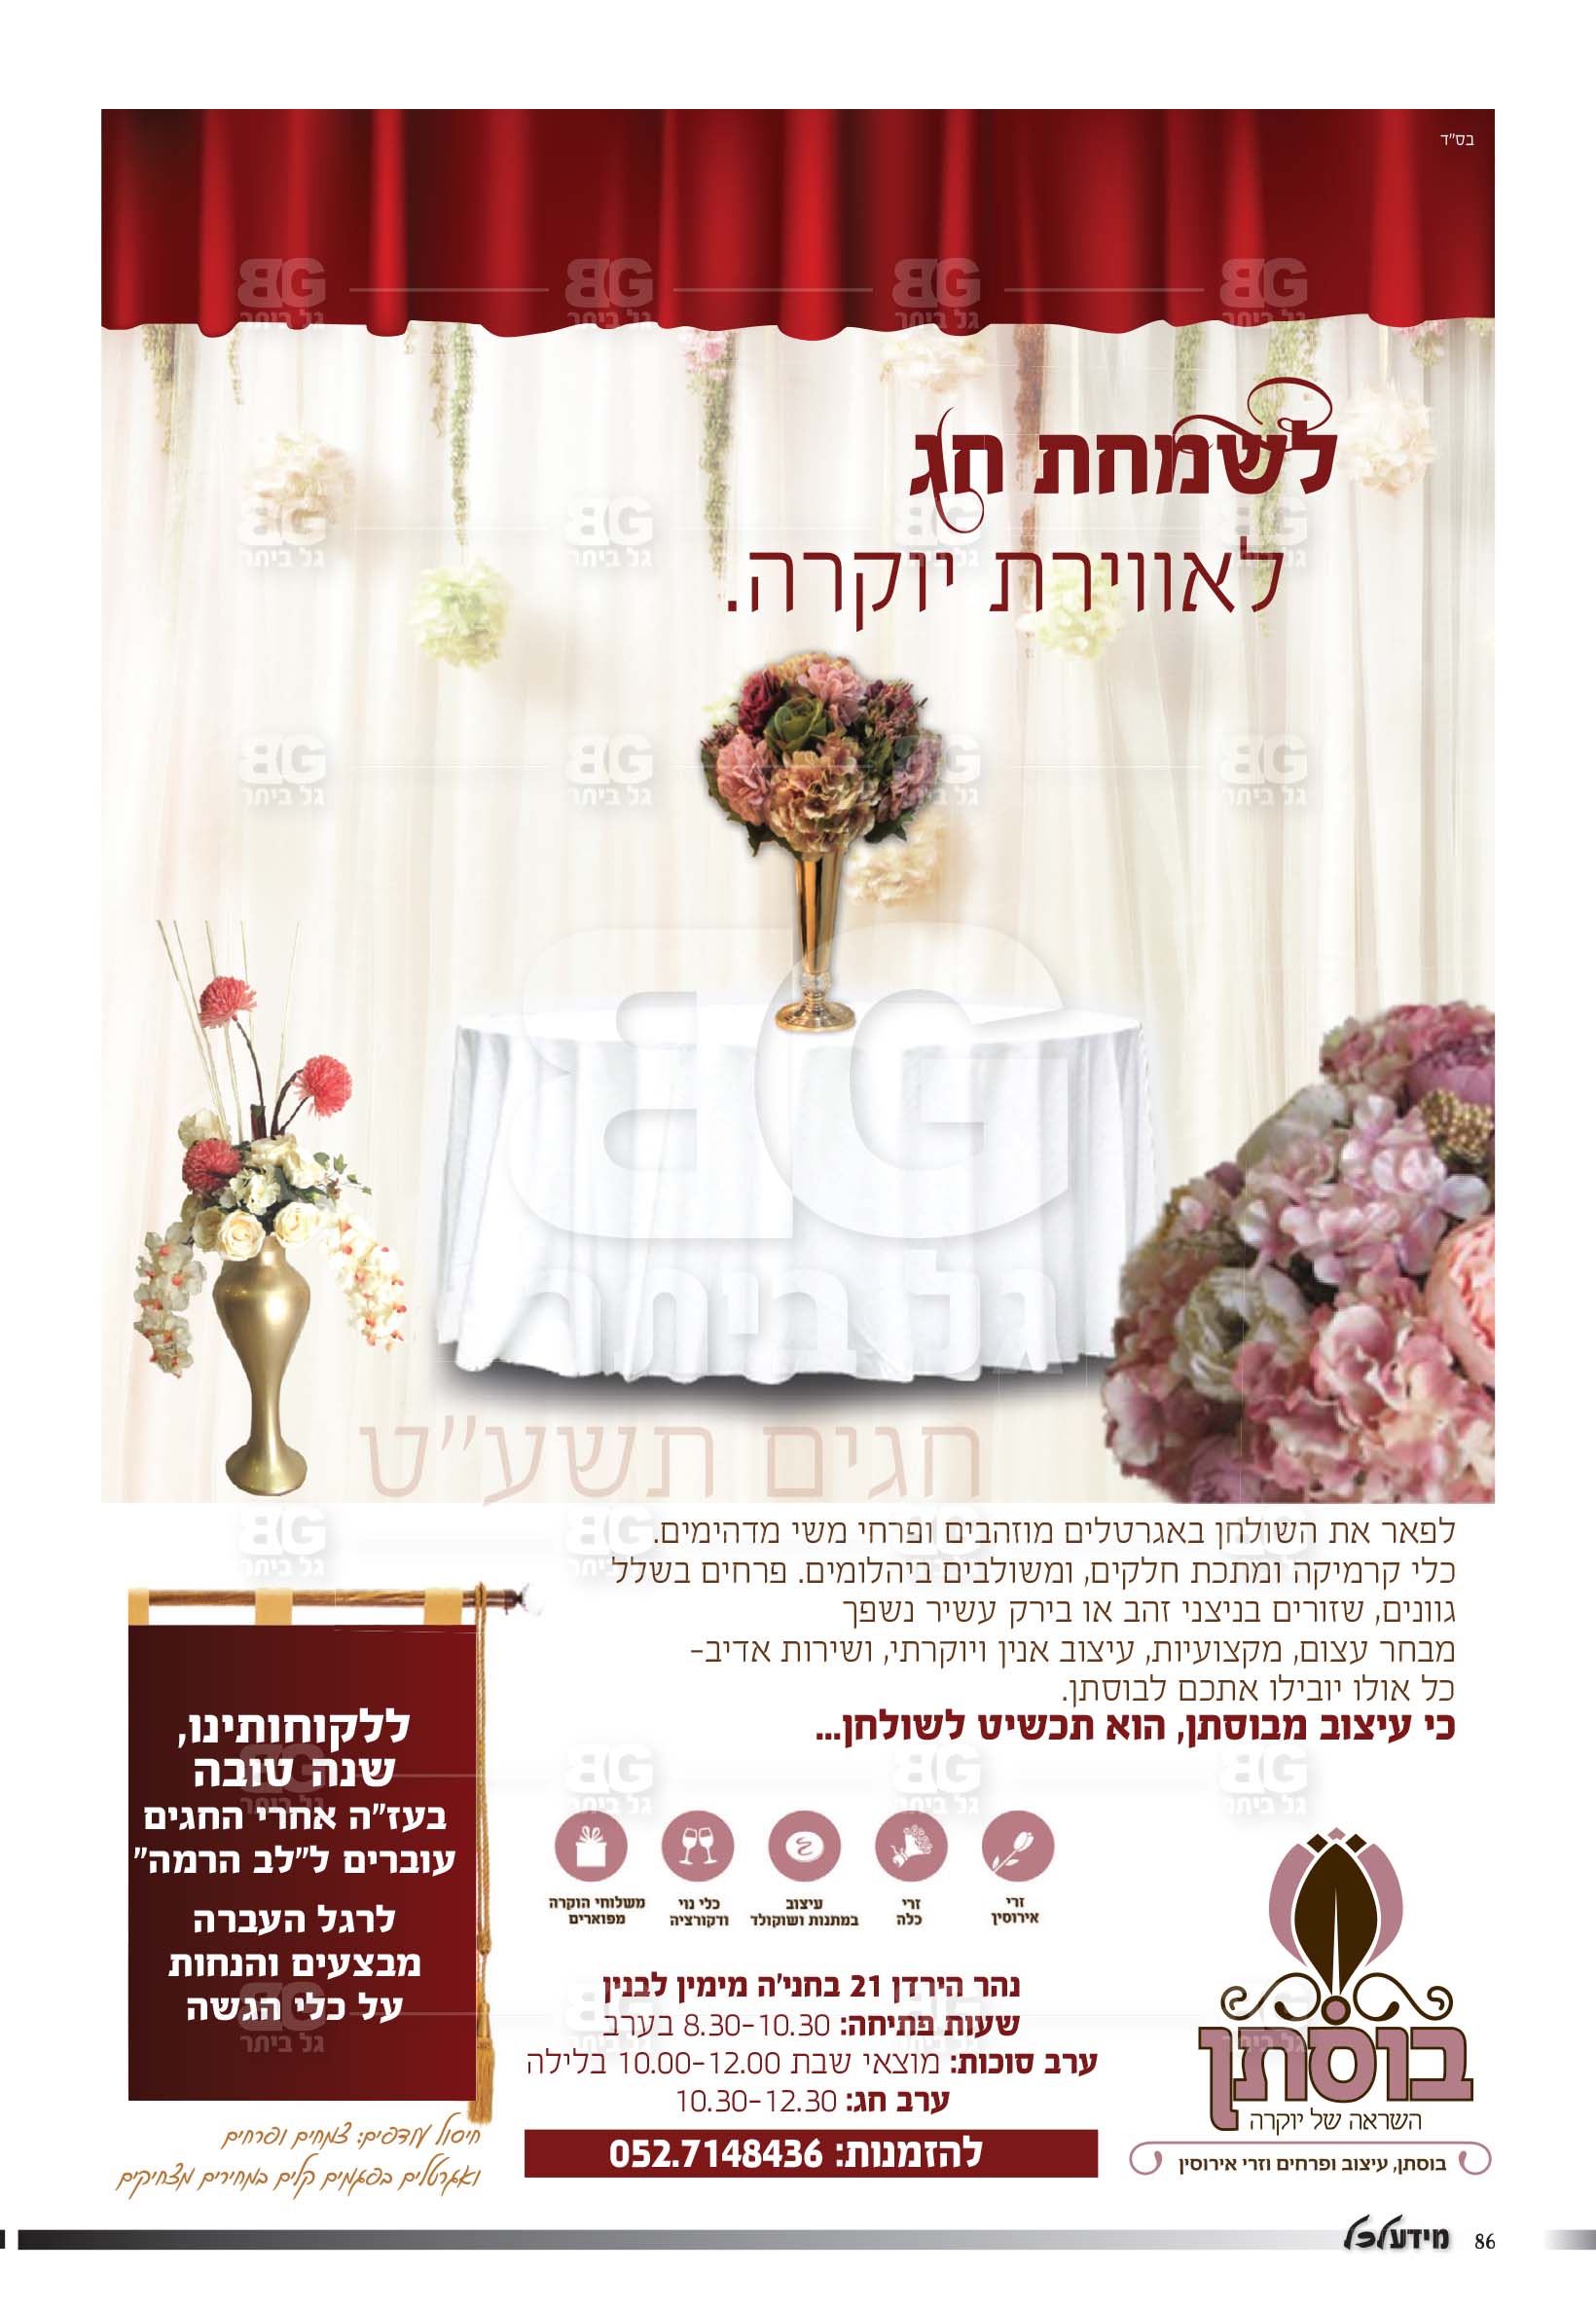 בס"ד
לשמחת חג
לאווירת יוקרה.
חגים תשע"ט
לפאר את השולחן באגרטלים מוזהבים ופרחי משי מדהימים.
כלי קרמיקה ומתכת חלקים, ומשולבים ביהלומים. פרחים בשלל
גוונים, שזורים בניצני זהב או בירק עשיר נשפך
מבחר עצום, מקצועיות, עיצוב אנין ויוקרתי, ושירות אדיב-
כל אולו יובילו אתכם לבוסתן.
כי עיצוב מבוסתן, הוא תכשיט לשולחן...
ללקוחותינו,
שנה טובה
בעז"ה אחרי החגים
עוברים ל"לב הרמה"
לרגל העברה
מבצעים והנחות
על כלי הגשה
חיסול עודפים: צמחים ופרחים
ואגרטלים בפגמים קלים במחירים מצחיקים
זרי
אירוסין
זרי
כלה
עיצוב
במתנות ושוקולד
כלי נוי
ודקורציה
משלוחי הוקרה
מפוארים
נהר הירדן 21 בחני'ה מימין לבנין
שעות פתיחה: 8.30-10.30 בערב
ערב סוכות: מוצאי שבת 10.00-12.00 בלילה
ערב חג: 10.30-12.30
להזמנות: 052.7148436
בוסתן
השראה של יוקרה
בוסתן, עיצוב ופרחים וזרי אירוסין
86 מידע לכל
BG
גל ביתר